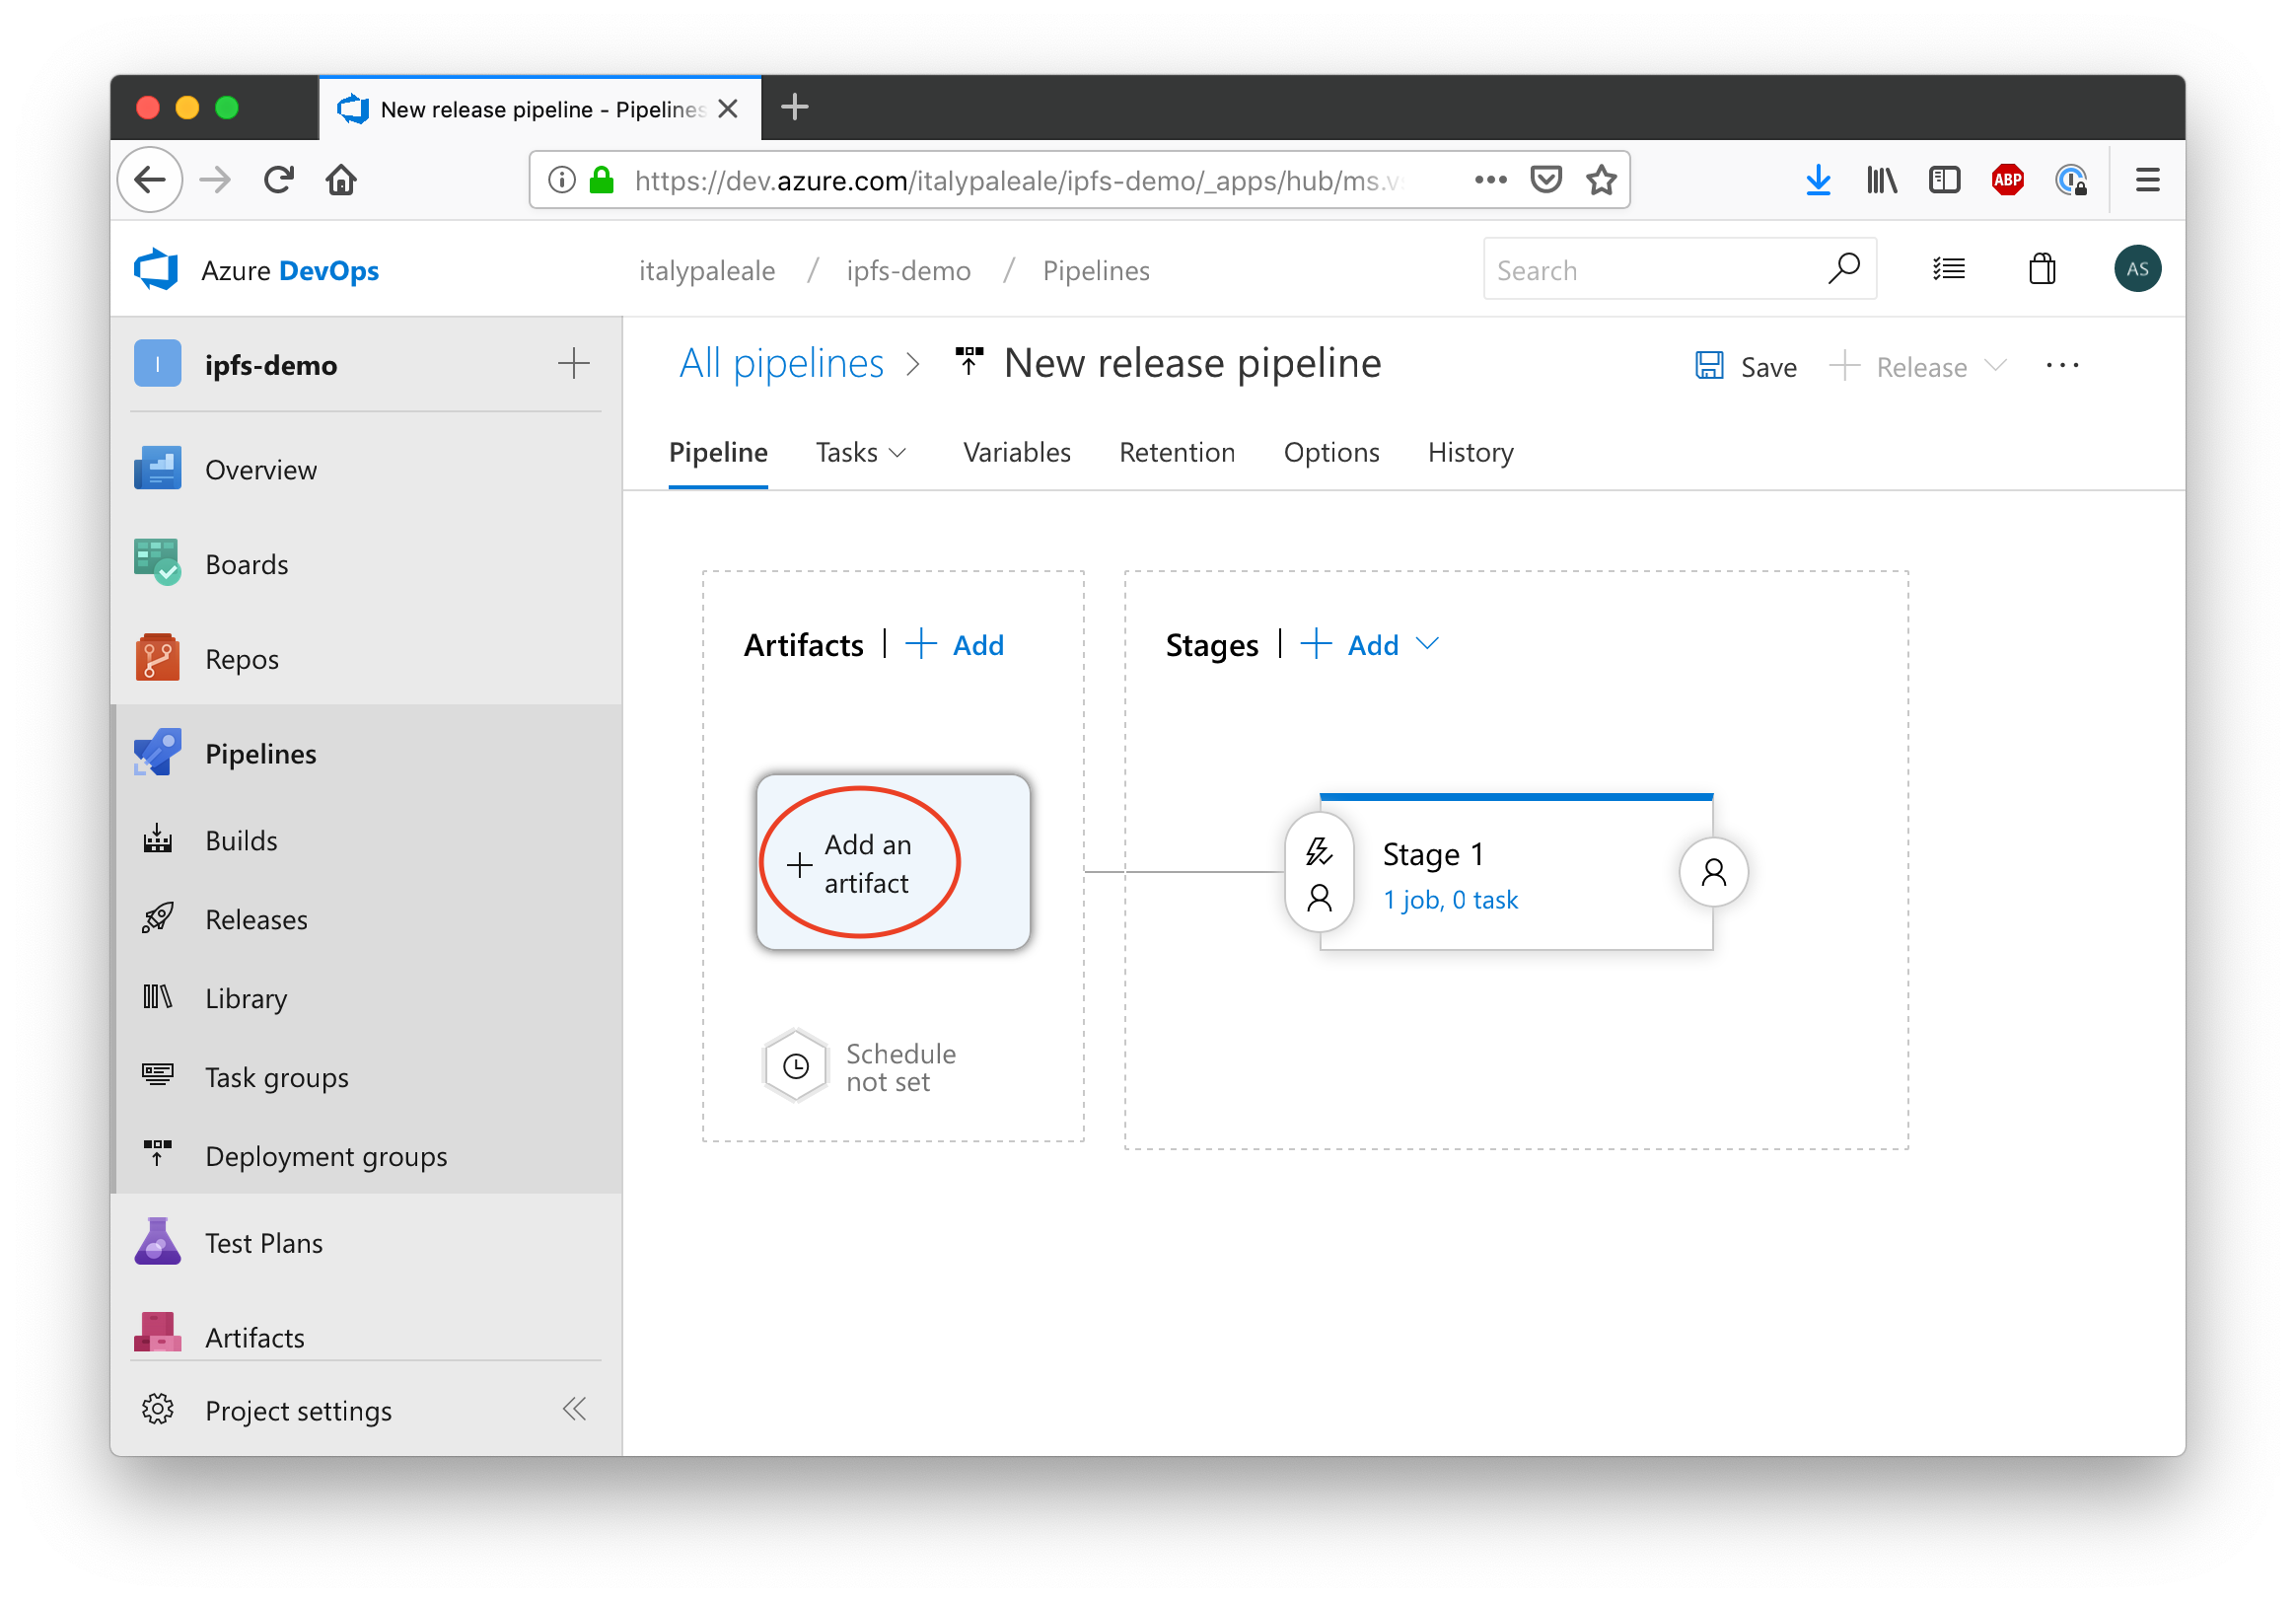 New release pipeline - Pipelines
https://dev.azure.com/italypaleale/ipfs-demo/_apps/hub/ms.vs
ABP
Azure DevOps
italypaleale / ipfs-demo / Pipelines
Search
AS
I
ipfs-demo
All pipelines > New release pipeline
Save
Release
Pipeline
Tasks
Variables
Retention
Options
History
Overview
Boards
Repos
Pipelines
Builds
Releases
Library
Task groups
Deployment groups
Test Plans
Artifacts
Project settings
Artifacts | + Add
Add an
artifact
Schedule
not set
Stages | + Add
Stage 1
1 job, 0 task